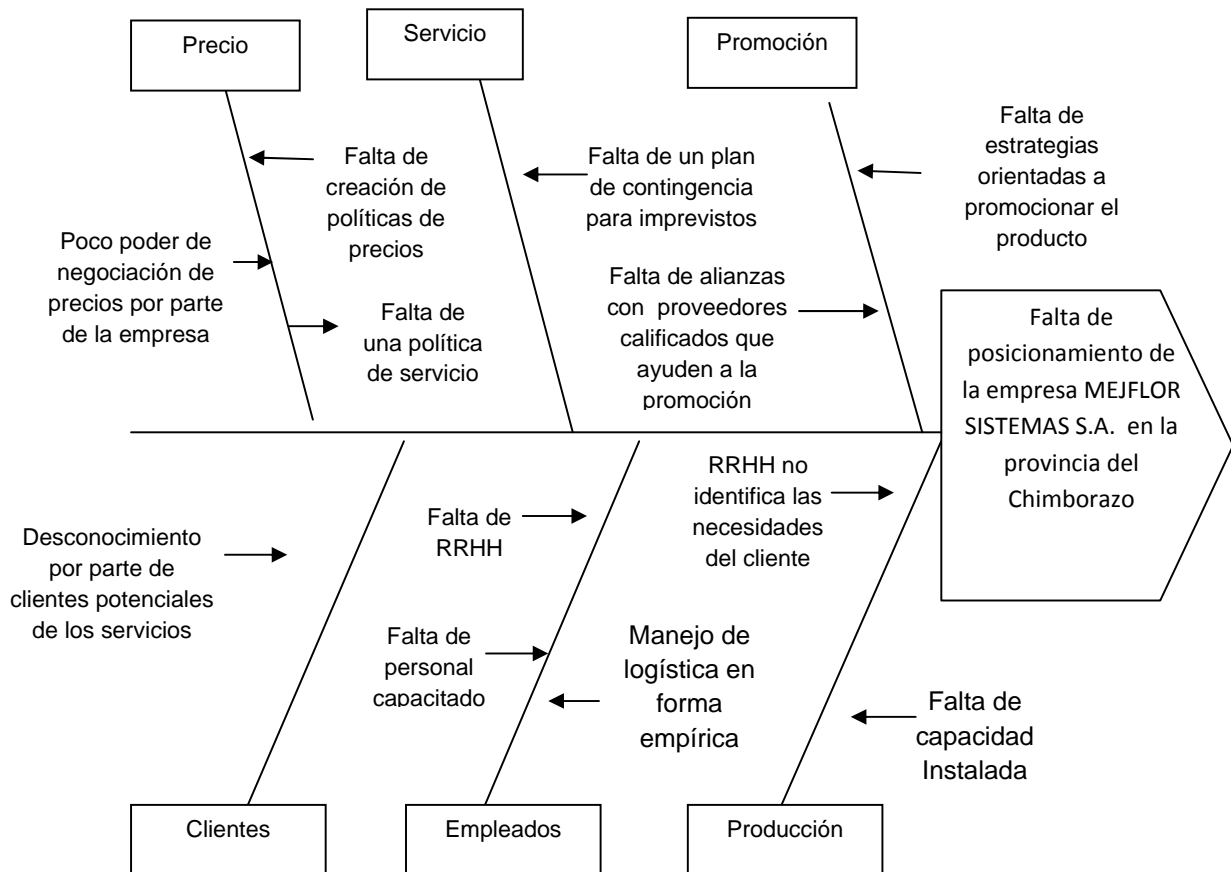 Precio
Servicio
Promoción
Falta de
creación de
políticas de
precios
Poco poder de
negociación de
precios por parte
de la empresa
Falta de
una política
de servicio
Falta de un plan
de contingencia
para imprevistos
Falta de alianzas
con proveedores
calificados que
ayuden a la
promoción
Falta de
estrategias
orientadas a
promocionar el
producto
Falta de
posicionamiento de
la empresa MEJFLOR
SISTEMAS S.A. en la
provincia del
Chimborazo
Desconocimiento
por parte de
clientes potenciales
de los servicios
Falta de
RRHH
Falta de
personal
capacitado
Manejo de
logística en
forma
empírica
RRHH no
identifica las
necesidades
del cliente
Falta de
capacidad
Instalada
Clientes
Empleados
Producción